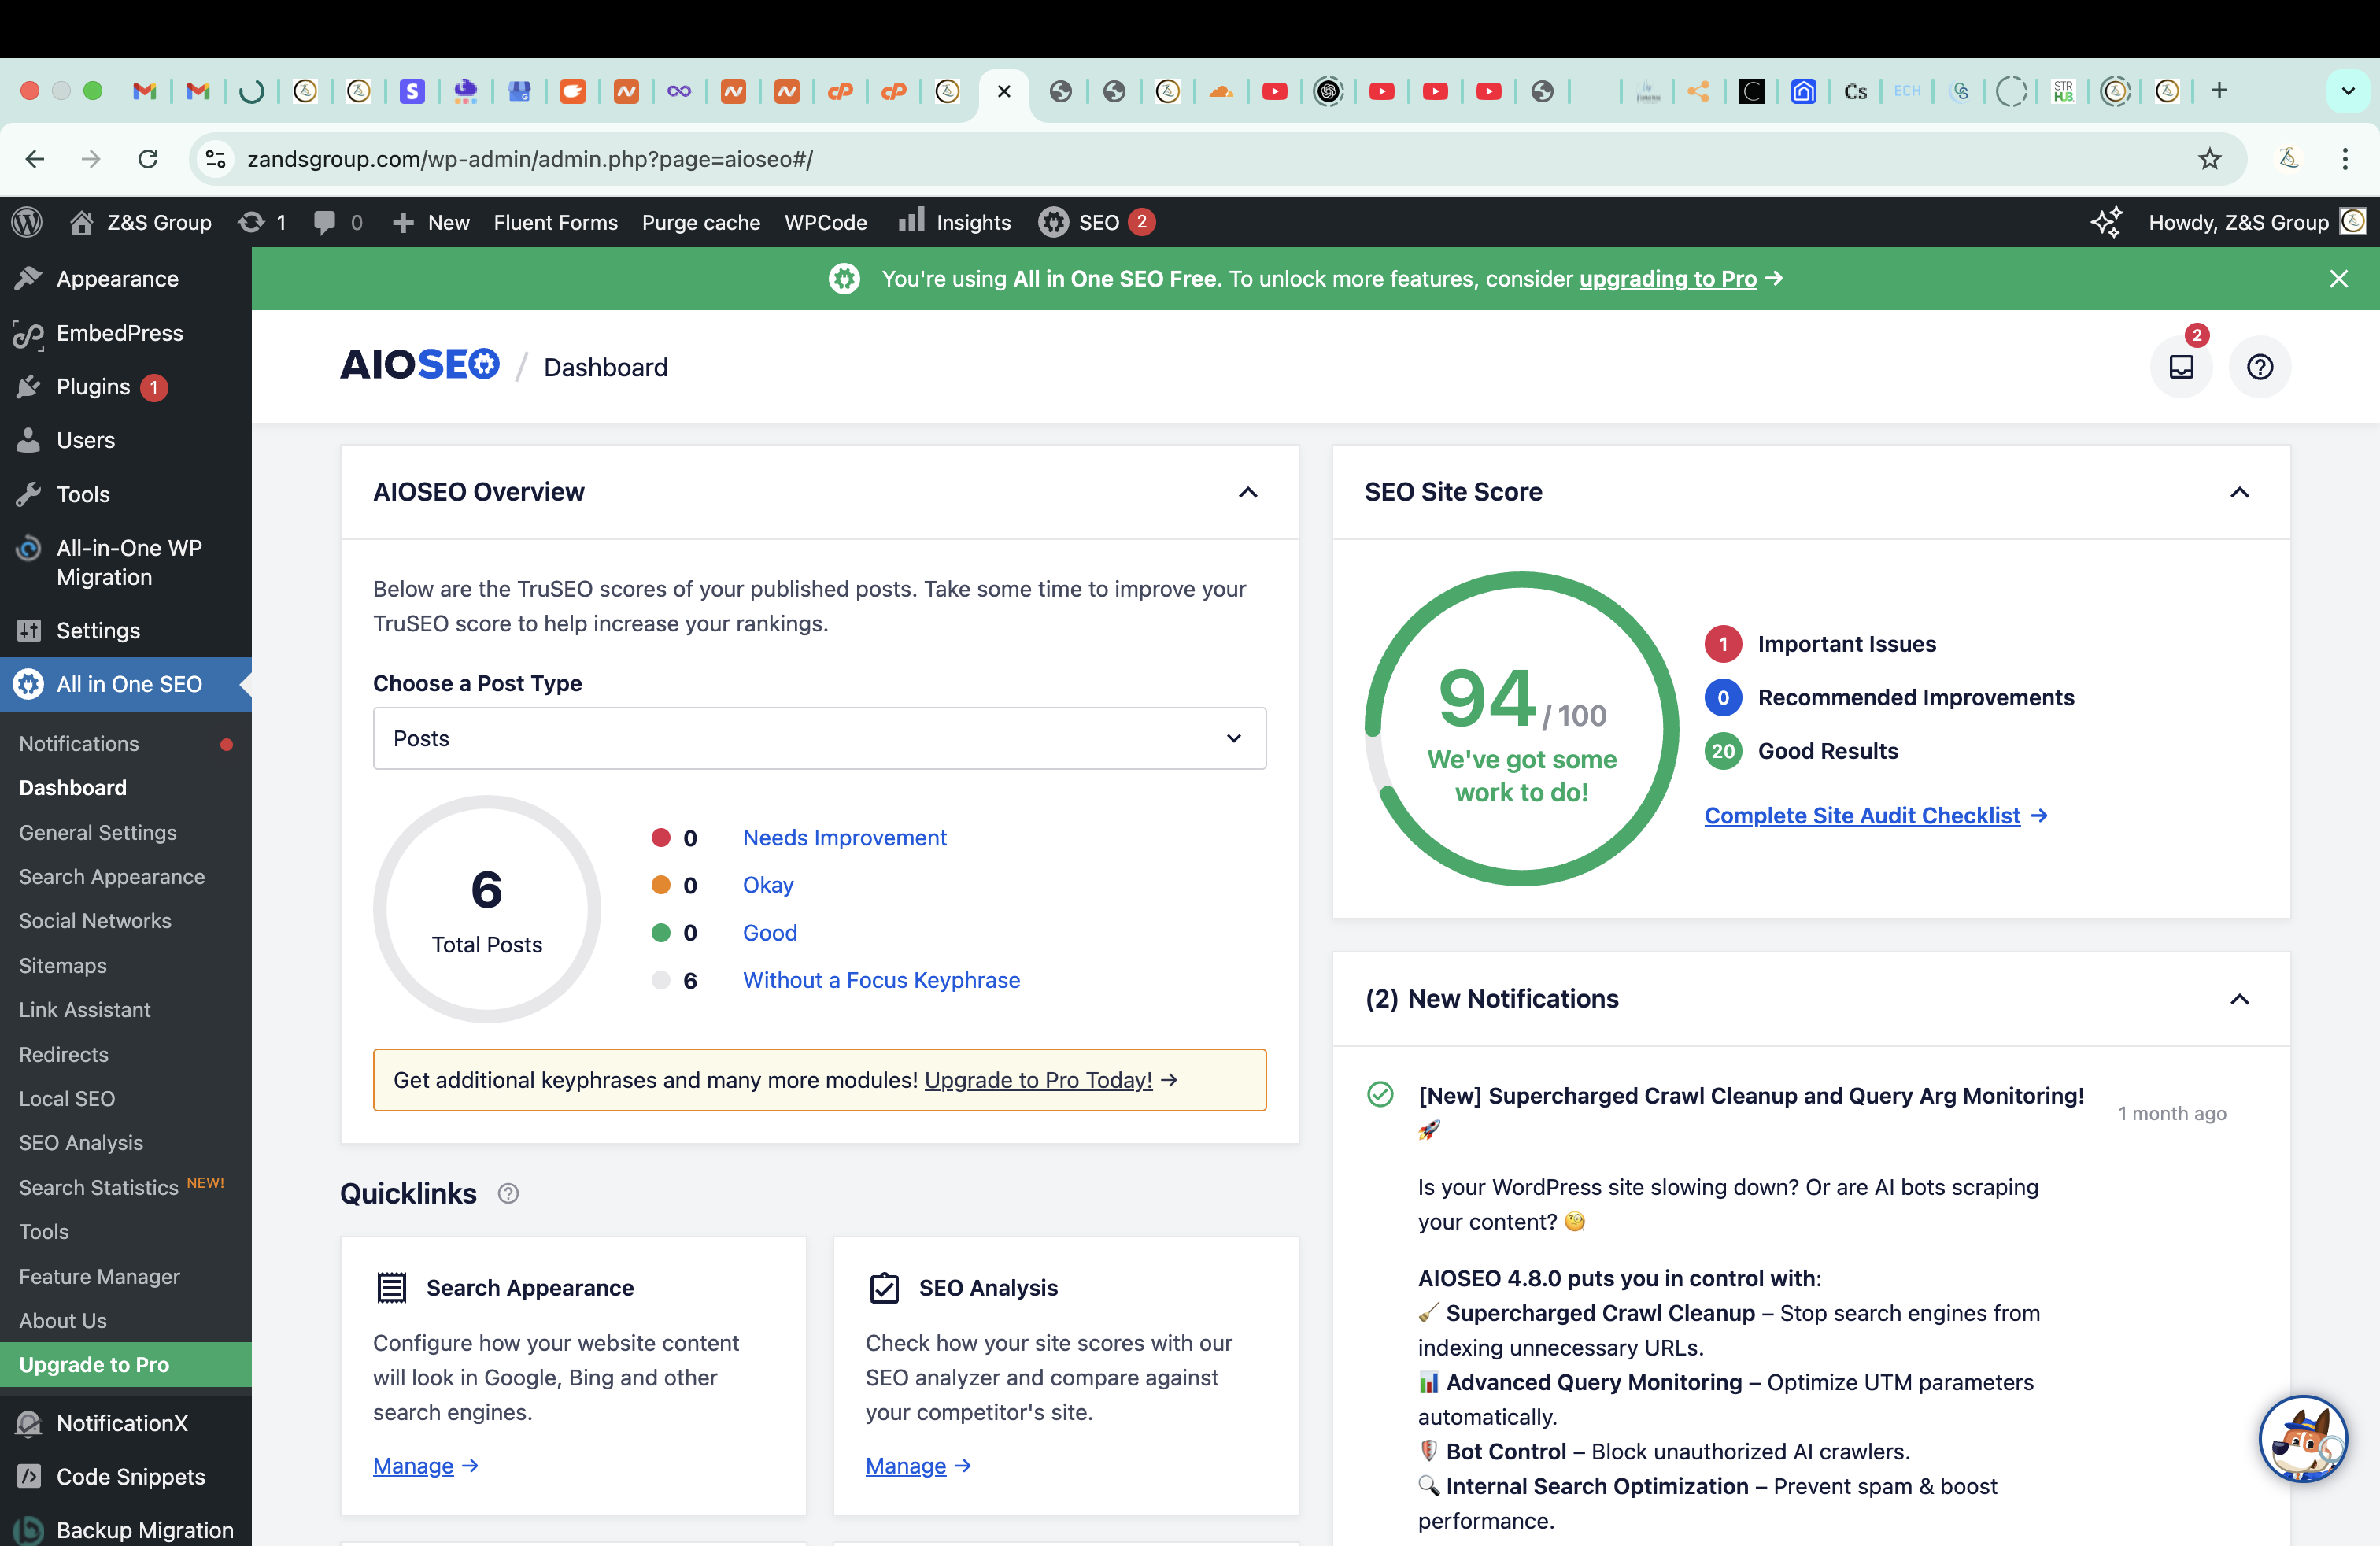 S
G
Cs
ECH
STR
HUB
zandsgroup.com/wp-admin/admin.php?page=aioseo#/
Z&S Group
1
0
New
Fluent Forms
Purge cache
WPCode
Insights
SEO
2
Howdy, Z&S Group
Appearance
EmbedPress
Plugins
1
Users
Tools
All-in-One WP
Migration
Settings
All in One SEO
Notifications
Dashboard
General Settings
Search Appearance
Social Networks
Sitemaps
Link Assistant
Redirects
Local SEO
SEO Analysis
Search Statistics NEW!
Tools
Feature Manager
About Us
Upgrade to Pro
NotificationX
Code Snippets
Backup Migration
You're using All in One SEO Free. To unlock more features, consider upgrading to Pro →
AIOSEO / Dashboard
2
AIOSEO Overview
Below are the TruSEO scores of your published posts. Take some time to improve your
TruSEO score to help increase your rankings.
Choose a Post Type
Posts
6
Total Posts
0 Needs Improvement
0 Okay
0 Good
6 Without a Focus Keyphrase
Get additional keyphrases and many more modules! Upgrade to Pro Today! →
Quicklinks
Search Appearance
Configure how your website content
will look in Google, Bing and other
search engines.
Manage →
SEO Analysis
Check how your site scores with our
SEO analyzer and compare against
your competitor's site.
Manage →
SEO Site Score
94 / 100
We've got some
work to do!
1 Important Issues
0 Recommended Improvements
20 Good Results
Complete Site Audit Checklist →
(2) New Notifications
[New] Supercharged Crawl Cleanup and Query Arg Monitoring!
🚀
1 month ago
Is your WordPress site slowing down? Or are AI bots scraping
your content? 🧐
AIOSEO 4.8.0 puts you in control with:
🧹 Supercharged Crawl Cleanup – Stop search engines from
indexing unnecessary URLs.
📊 Advanced Query Monitoring – Optimize UTM parameters
automatically.
🛡️ Bot Control – Block unauthorized AI crawlers.
🔍 Internal Search Optimization – Prevent spam & boost
performance.